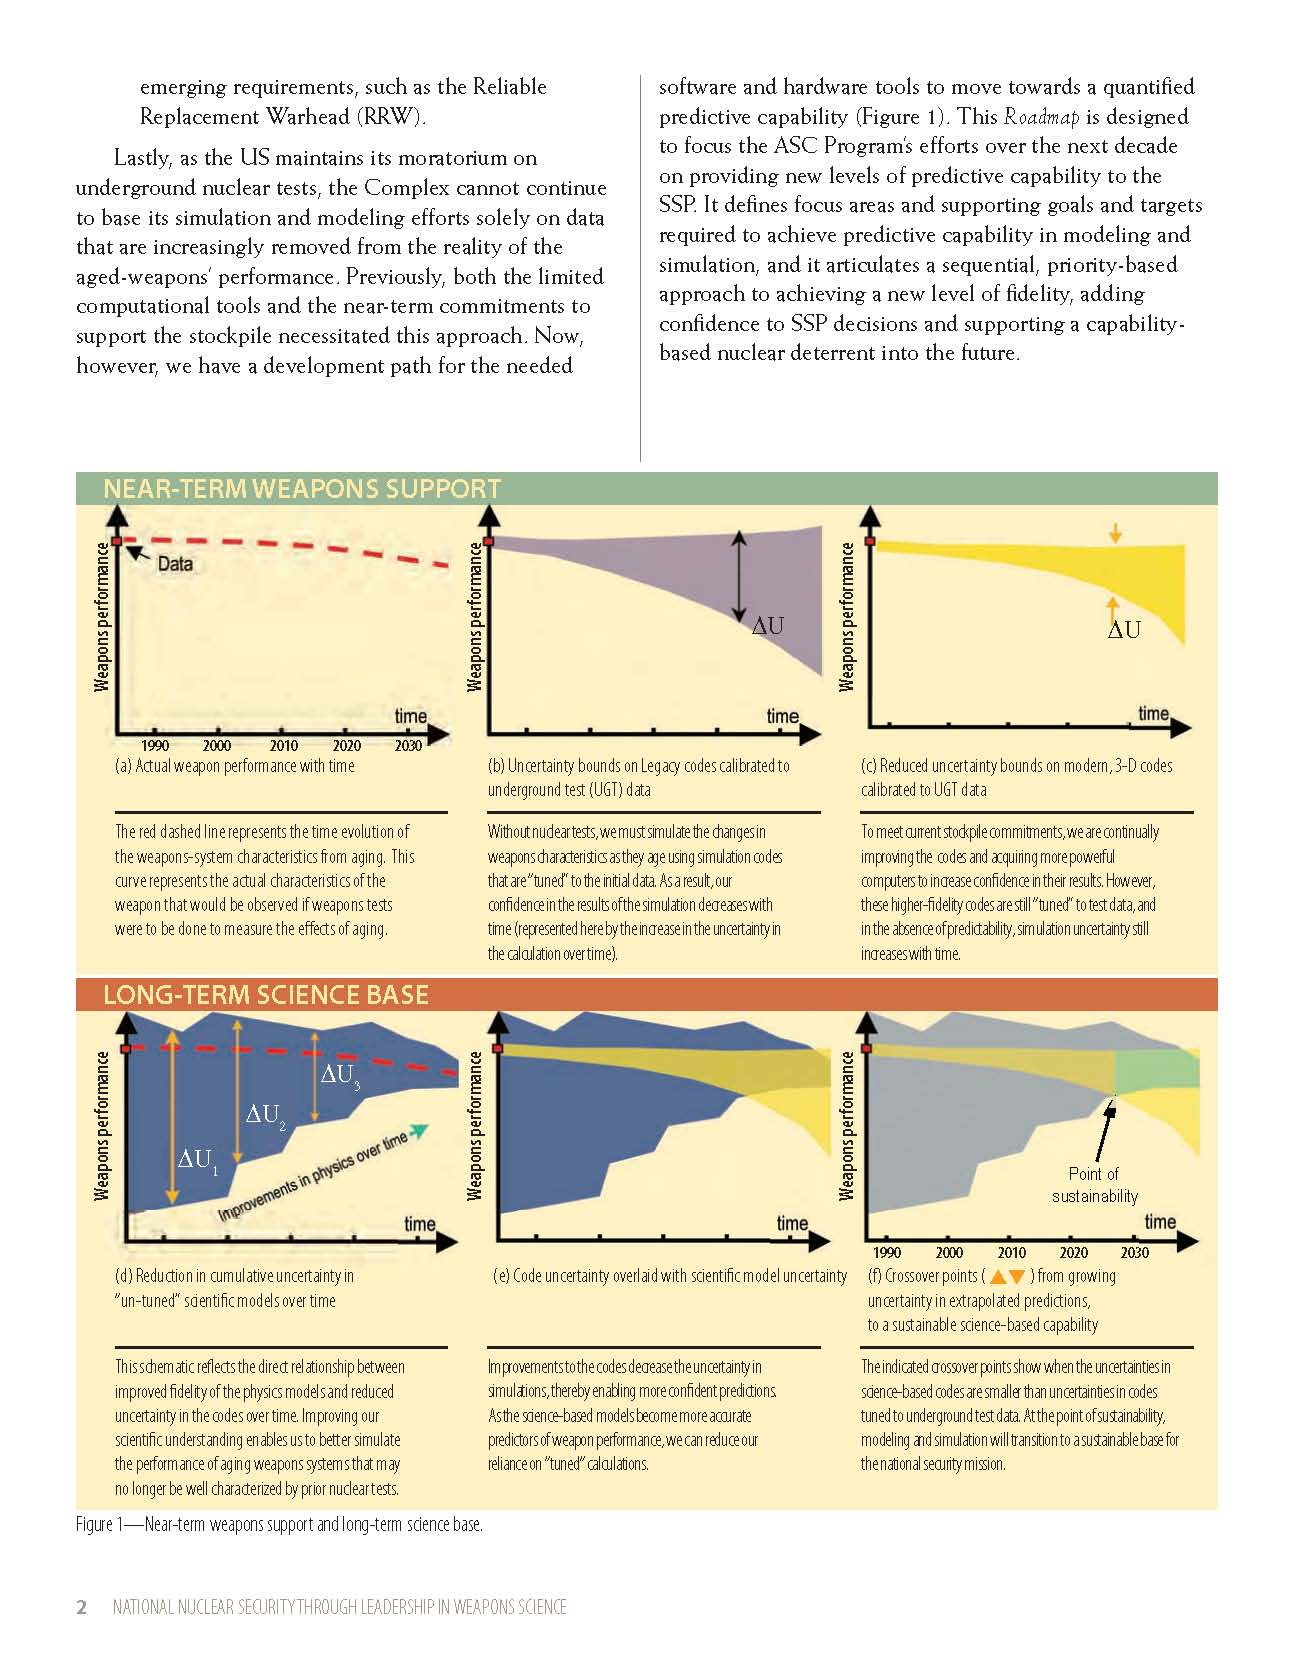 emerging requirements, such as the Reliable
Replacement Warhead (RRW).
Lastly, as the US maintains its moratorium on
underground nuclear tests, the Complex cannot continue
to base its simulation and modeling efforts solely on data
that are increasingly removed from the reality of the
aged-weapons' performance. Previously, both the limited
computational tools and the near-term commitments to
support the stockpile necessitated this approach. Now,
however, we have a development path for the needed
software and hardware tools to move towards a quantified
predictive capability (Figure 1). This Roadmap is designed
to focus the ASC Program's efforts over the next decade
on providing new levels of predictive capability to the
SSP. It defines focus areas and supporting goals and targets
required to achieve predictive capability in modeling and
simulation, and it articulates a sequential, priority-based
approach to achieving a new level of fidelity, adding
confidence to SSP decisions and supporting a capability-
based nuclear deterrent into the future.
NEAR-TERM WEAPONS SUPPORT
Weapons performance
Data
time
1990 2000 2010 2020 2030
(a) Actual weapon performance with time
The red dashed line represents the time evolution of
the weapons-system characteristics from aging. This
curve represents the actual characteristics of the
weapon that would be observed if weapons tests
were to be done to measure the effects of aging.
Weapons performance
ΔU
time
(b) Uncertainty bounds on Legacy codes calibrated to
underground test (UGT) data
Without nuclear tests, we must simulate the changes in
weapons characteristics as they age using simulation codes
that are "tuned" to the initial data. As a result, our
confidence in the results of the simulation decreases with
time (represented here by the increase in the uncertainty in
the calculation over time).
Weapons performance
ΔU
time
(c) Reduced uncertainty bounds on modern, 3-D codes
calibrated to UGT data
To meet current stockpile commitments, we are continually
improving the codes and acquiring more powerful
computers to increase confidence in their results. However,
these higher-fidelity codes are still "tuned" to test data, and
in the absence of predictability, simulation uncertainty still
increases with time.
LONG-TERM SCIENCE BASE
Weapons performance
ΔU1
ΔU2
ΔU3
Improvements in physics over time
time
(d) Reduction in cumulative uncertainty in
"un-tuned" scientific models over time
This schematic reflects the direct relationship between
improved fidelity of the physics models and reduced
uncertainty in the codes over time. Improving our
scientific understanding enables us to better simulate
the performance of aging weapons systems that may
no longer be well characterized by prior nuclear tests.
Weapons performance
time
(e) Code uncertainty overlaid with scientific model uncertainty
Improvements to the codes decrease the uncertainty in
simulations, thereby enabling more confident predictions.
As the science-based models become more accurate
predictors of weapon performance, we can reduce our
reliance on "tuned" calculations.
Weapons performance
Point of
sustainability
time
1990 2000 2010 2020 2030
(f) Crossover points ( ▲▼ ) from growing
uncertainty in extrapolated predictions,
to a sustainable science-based capability
The indicated crossover points show when the uncertainties in
science-based codes are smaller than uncertainties in codes
tuned to underground test data. At the point of sustainability,
modeling and simulation will transition to a sustainable base for
the national security mission.
Figure 1—Near-term weapons support and long-term science base.
2 NATIONAL NUCLEAR SECURITY THROUGH LEADERSHIP IN WEAPONS SCIENCE